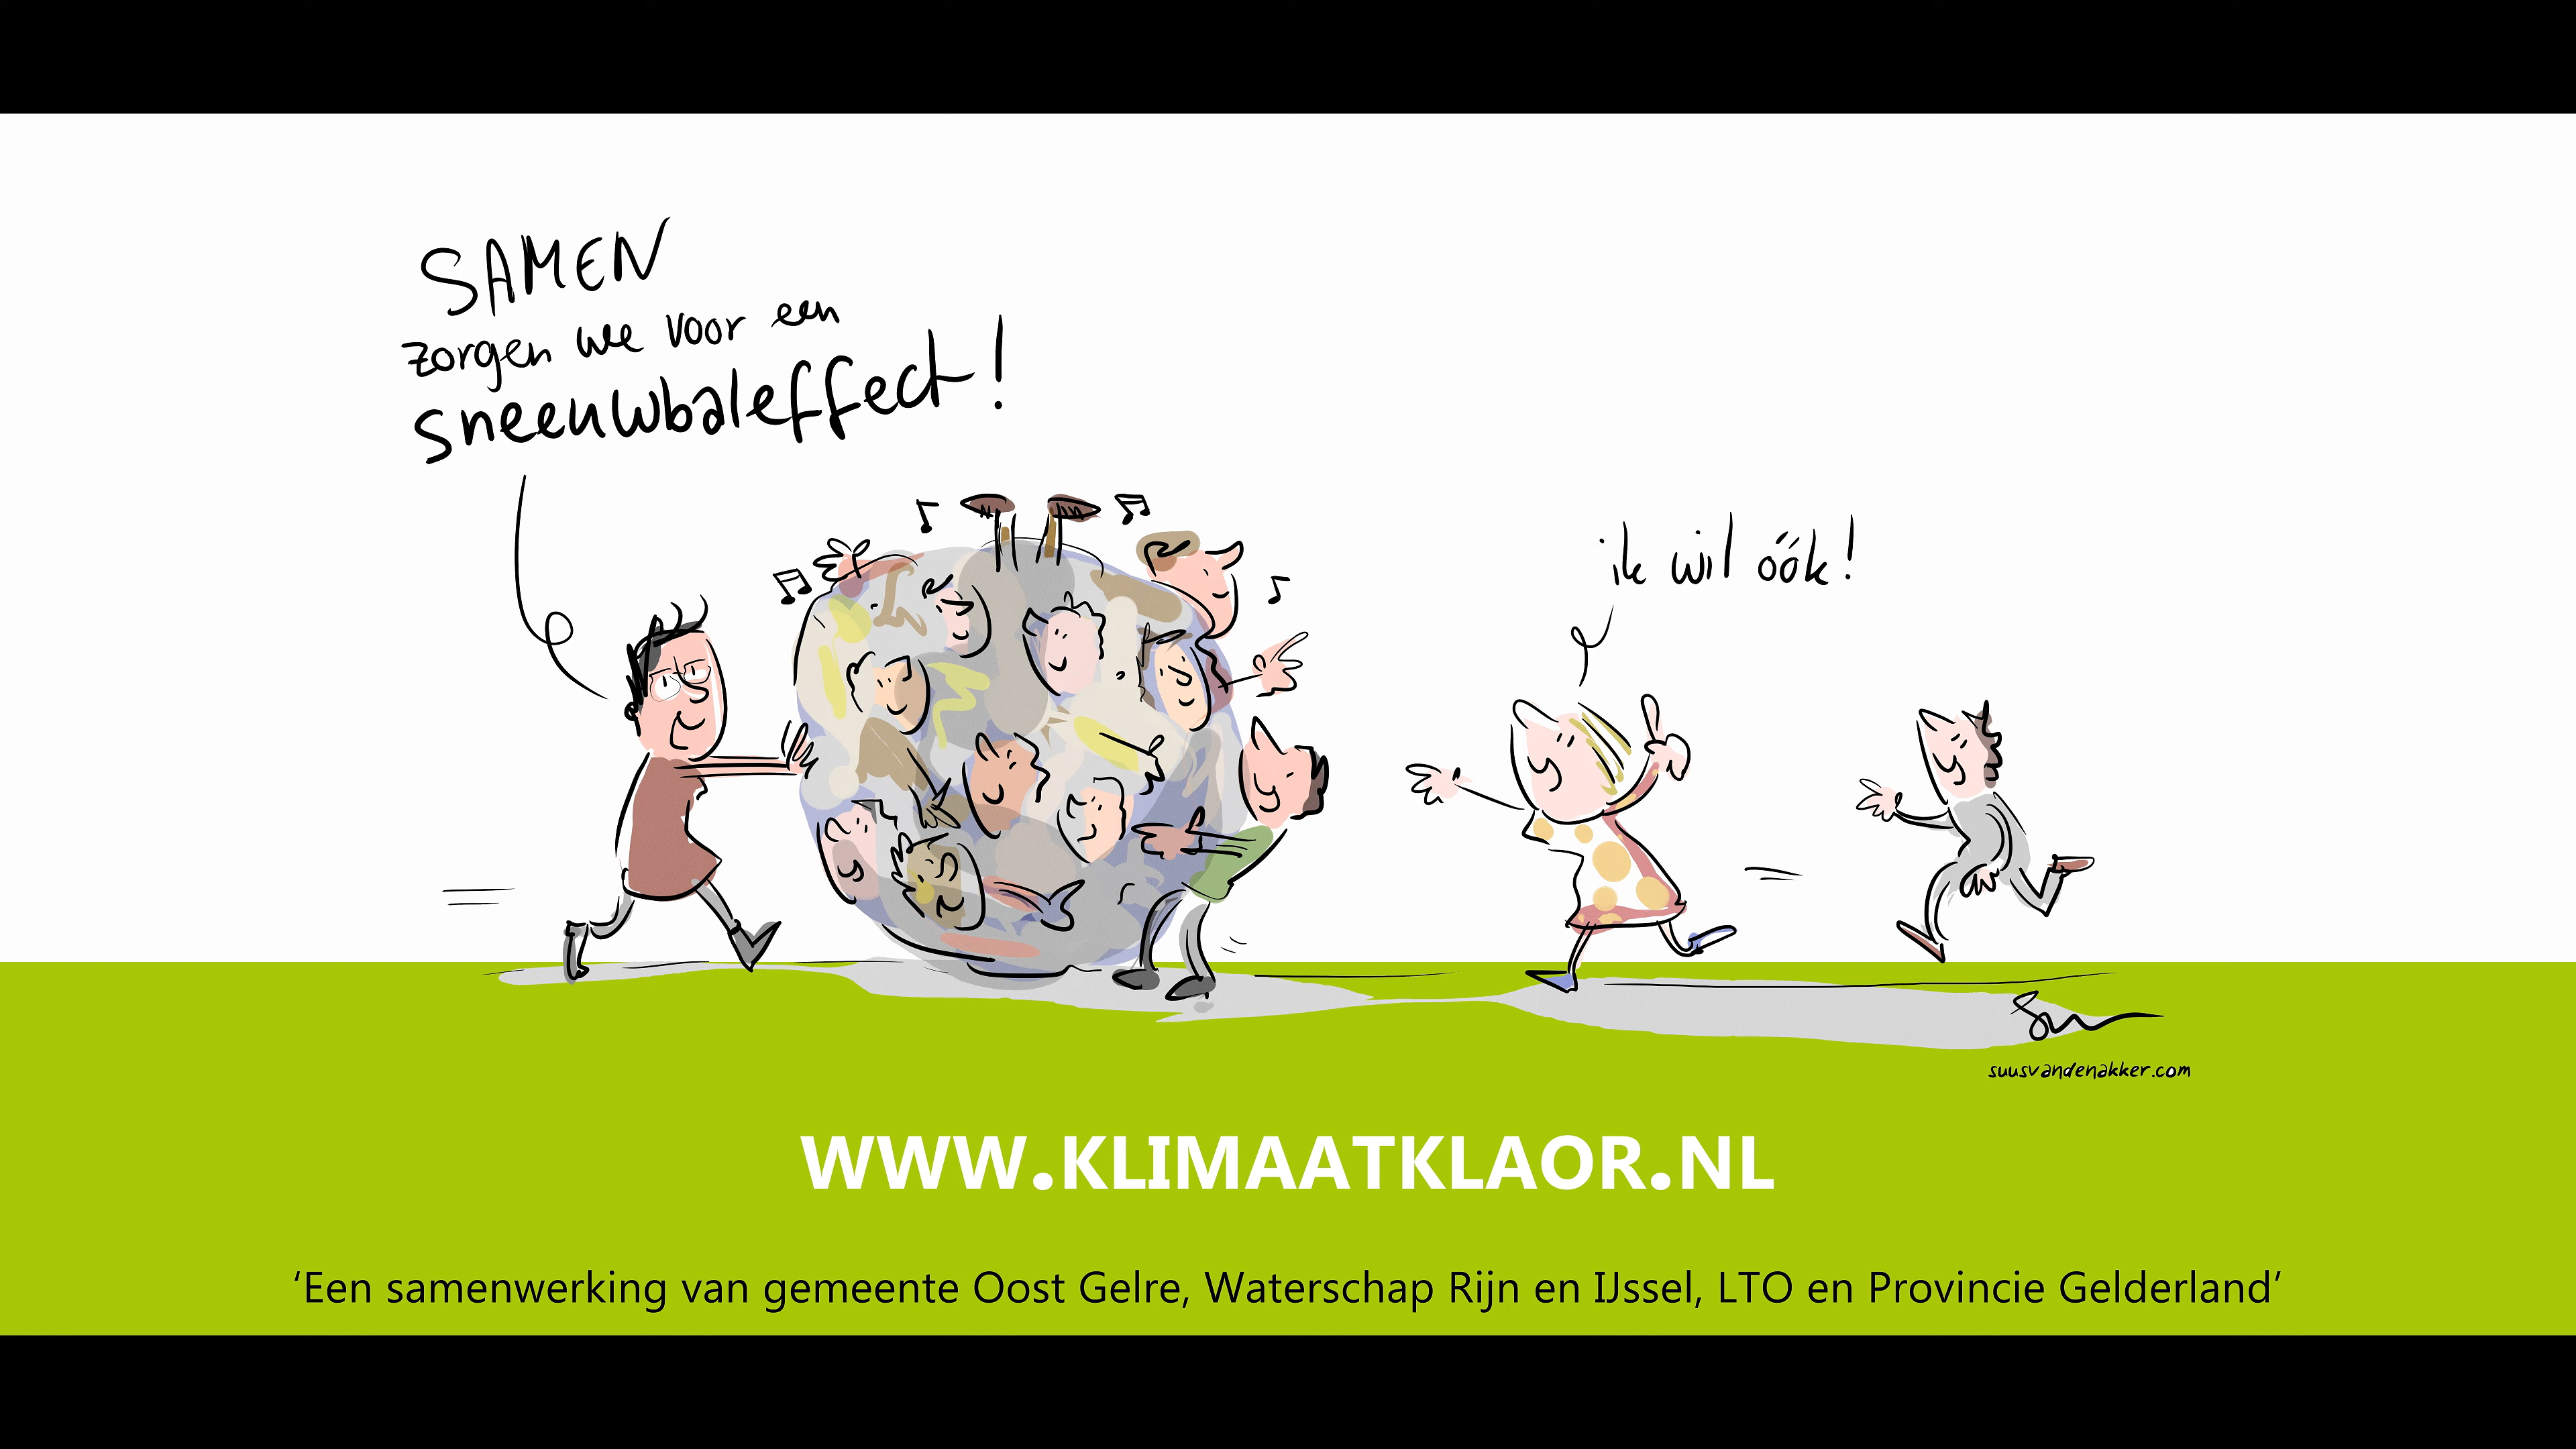 SAMEN
zorgen we voor een
sneeuwbaleffect!
ik wil óók!
suusvandenakker.com
WWW.KLIMAATKLAOR.NL
‘Een samenwerking van gemeente Oost Gelre, Waterschap Rijn en IJssel, LTO en Provincie Gelderland’